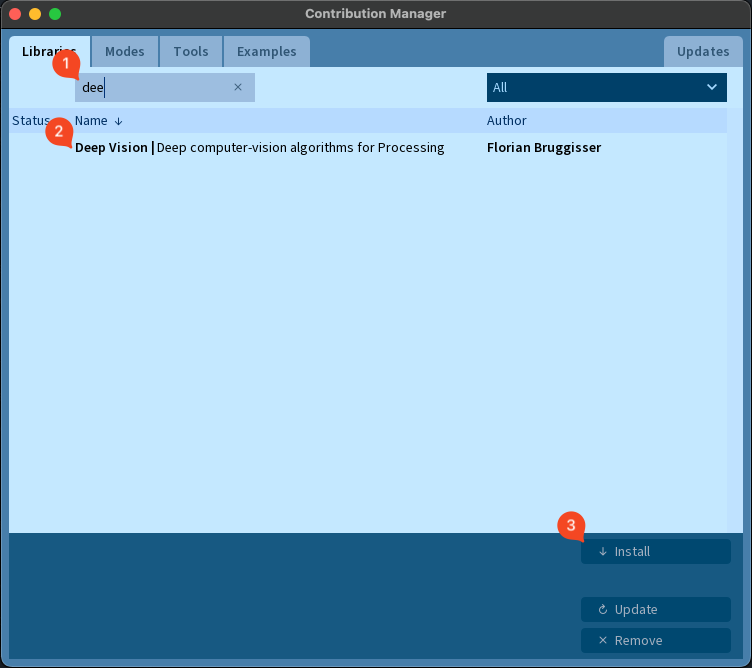 Contribution Manager
Libraries Modes Tools Examples Updates
1
dee × All
Status Name ↓ Author
2
Deep Vision | Deep computer-vision algorithms for Processing Florian Bruggisser
3
↓ Install
↻ Update
× Remove